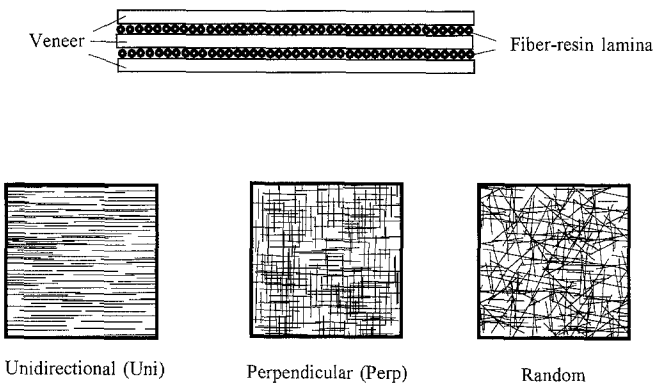 Veneer
Fiber-resin lamina
Unidirectional (Uni)
Perpendicular (Perp)
Random